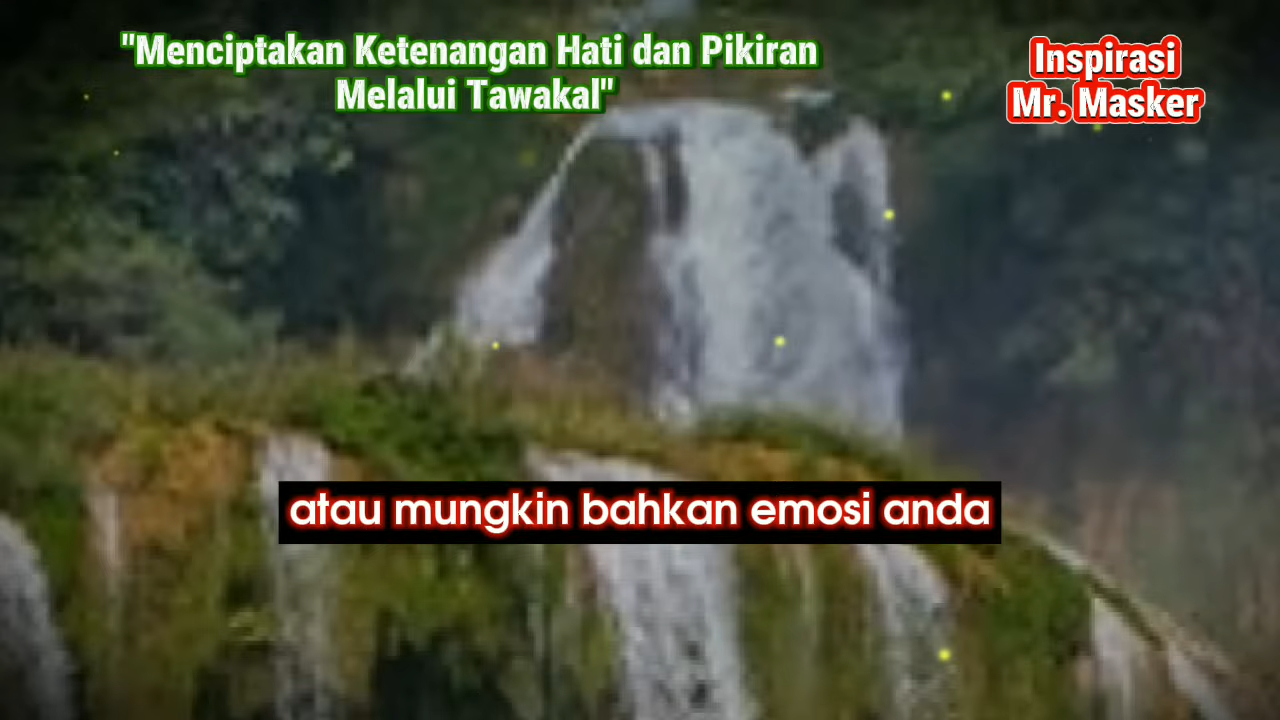 "Menciptakan Ketenangan Hati dan Pikiran
Melalui Tawakal"
Inspirasi
Mr. Masker
atau mungkin bahkan emosi anda